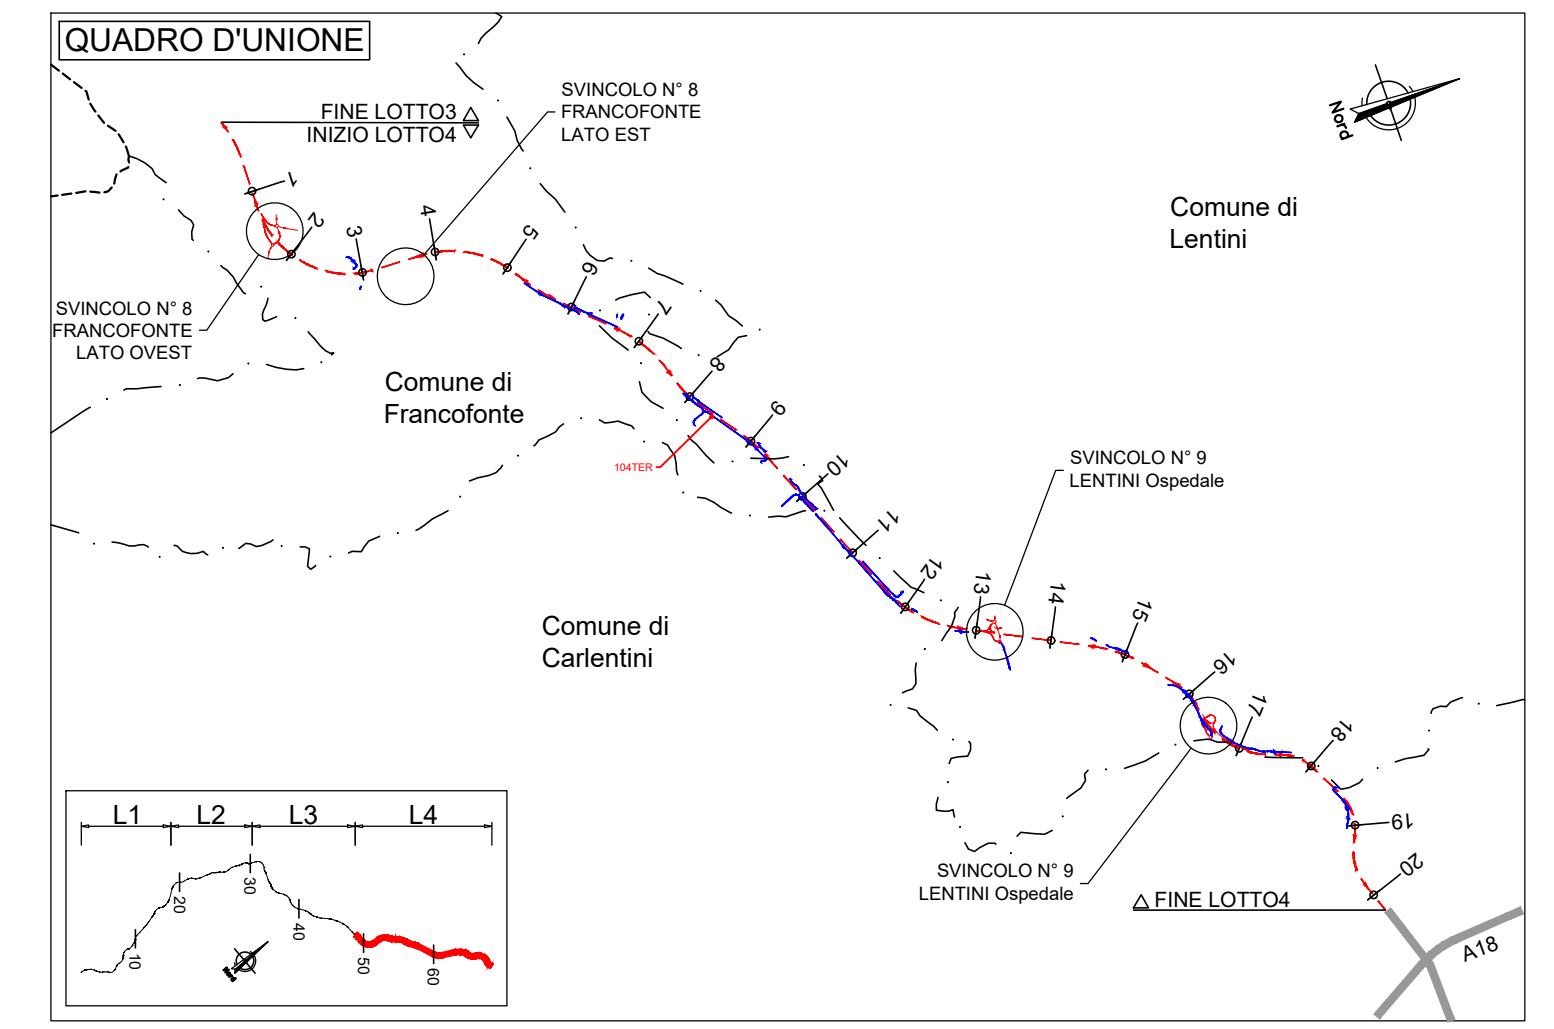 QUADRO D'UNIONE
FINE LOTTO3
INIZIO LOTTO4
SVINCOLO N° 8
FRANCOFONTE
LATO EST
Nord
Comune di
Lentini
1
2
3
4
5
6
7
8
9
10
11
12
13
14
15
16
17
18
19
20
SVINCOLO N° 8
FRANCOFONTE
LATO OVEST
Comune di
Francofonte
104TER
SVINCOLO N° 9
LENTINI Ospedale
Comune di
Carlentini
SVINCOLO N° 9
LENTINI Ospedale
FINE LOTTO4
A18
L1 L2 L3 L4
10
20
30
40
50
60
Nord